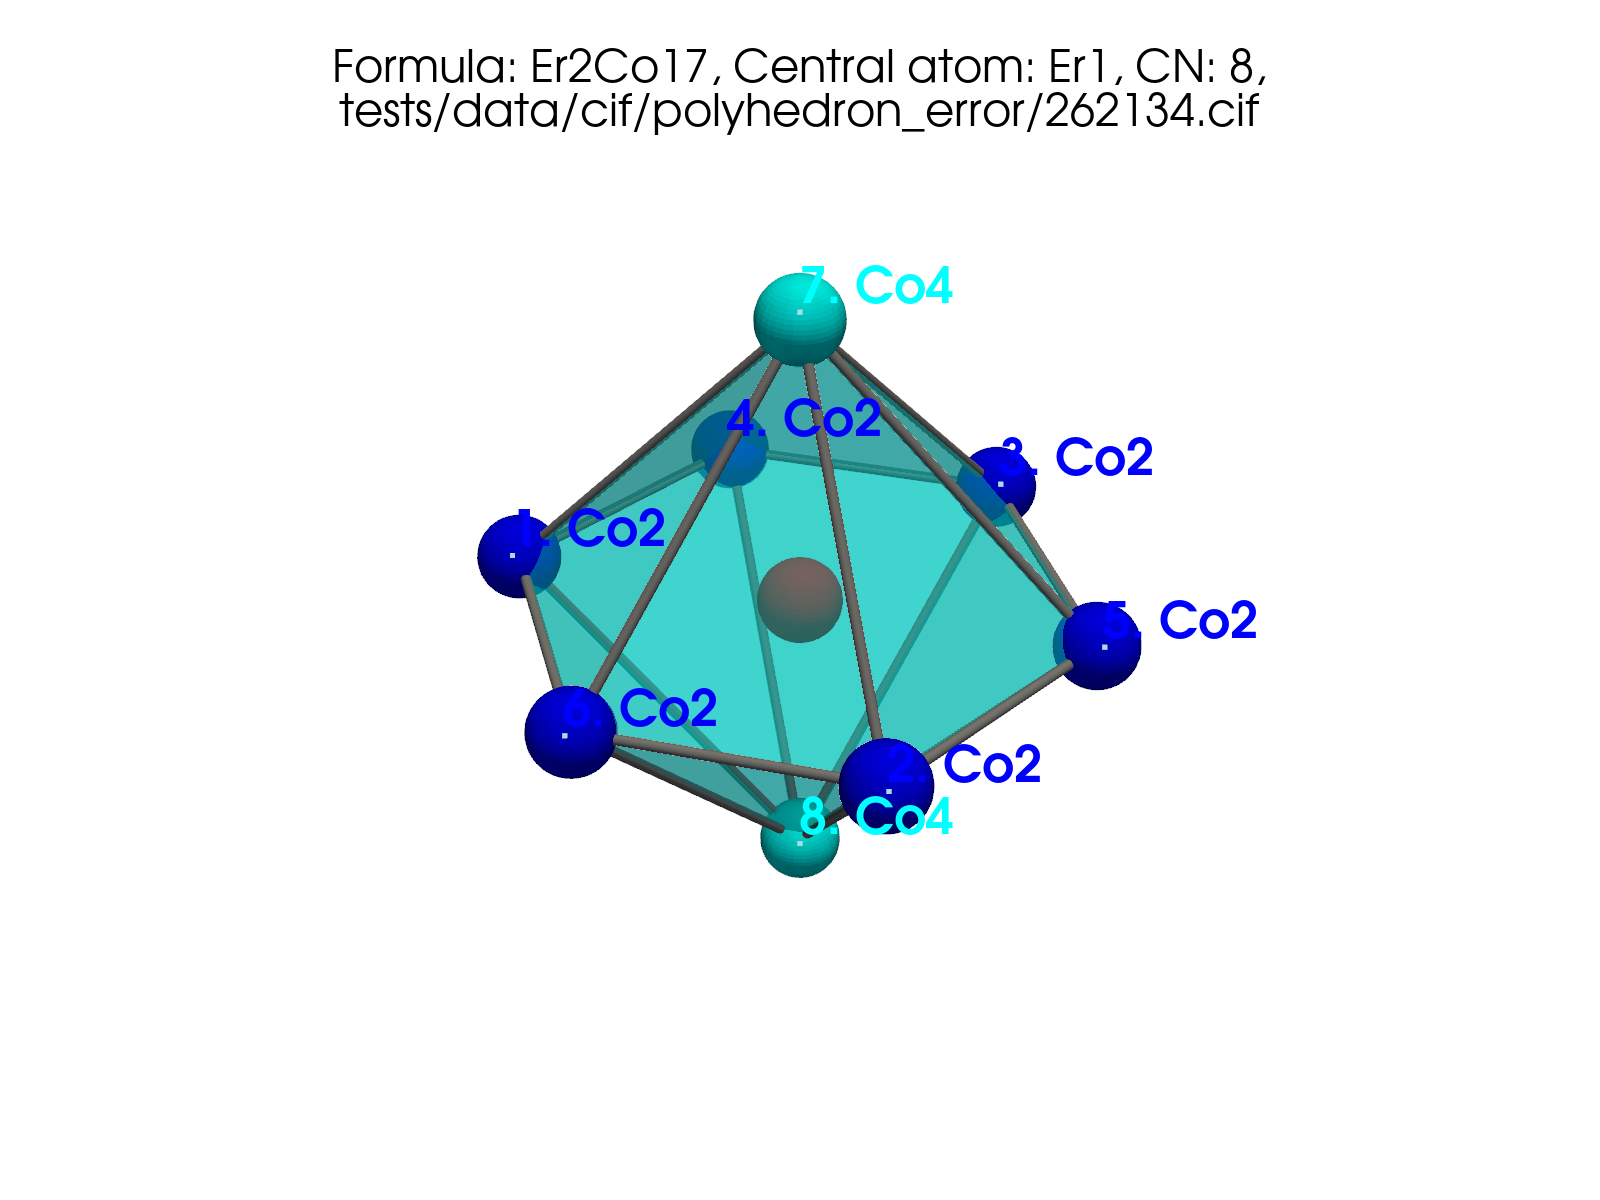 Formula: Er2Co17, Central atom: Er1, CN: 8,
tests/data/cif/polyhedron_error/262134.cif
7. Co4
4. Co2
3. Co2
1. Co2
5. Co2
6. Co2
2. Co2
8. Co4